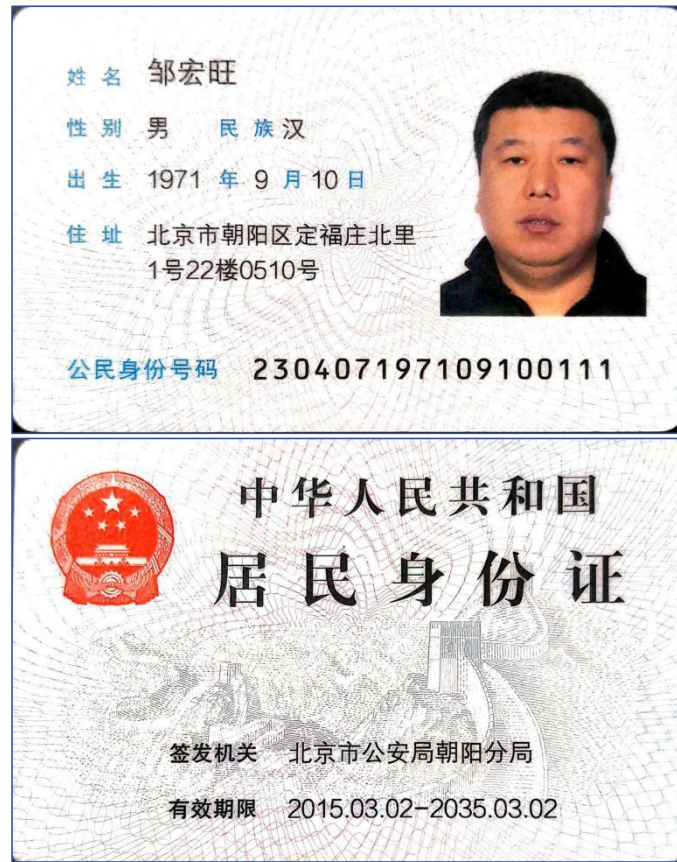 姓名 邹宏旺
性别 男 民族 汉
出生 1971 年 9 月 10 日
住址 北京市朝阳区定福庄北里
1号22楼0510号
公民身份号码 230407197109100111
中华人民共和国
居民身份证
签发机关 北京市公安局朝阳分局
有效期限 2015.03.02-2035.03.02